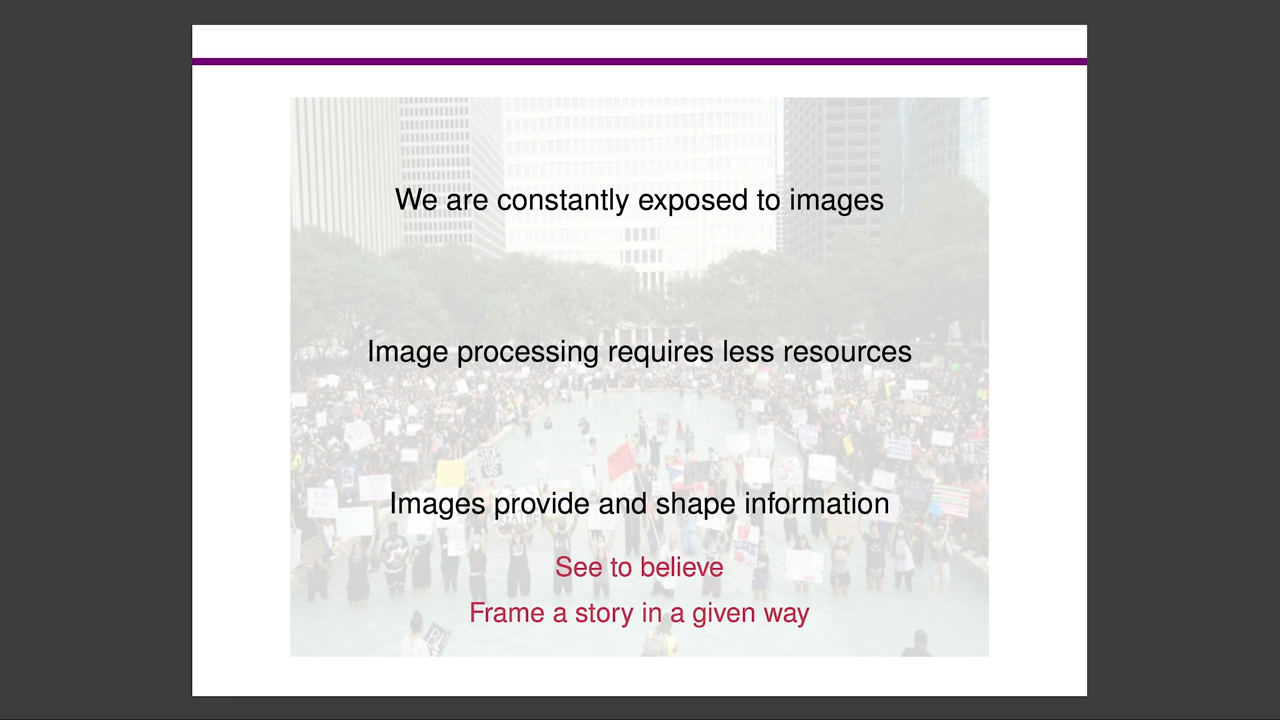 We are constantly exposed to images
Image processing requires less resources
Images provide and shape information
See to believe
Frame a story in a given way